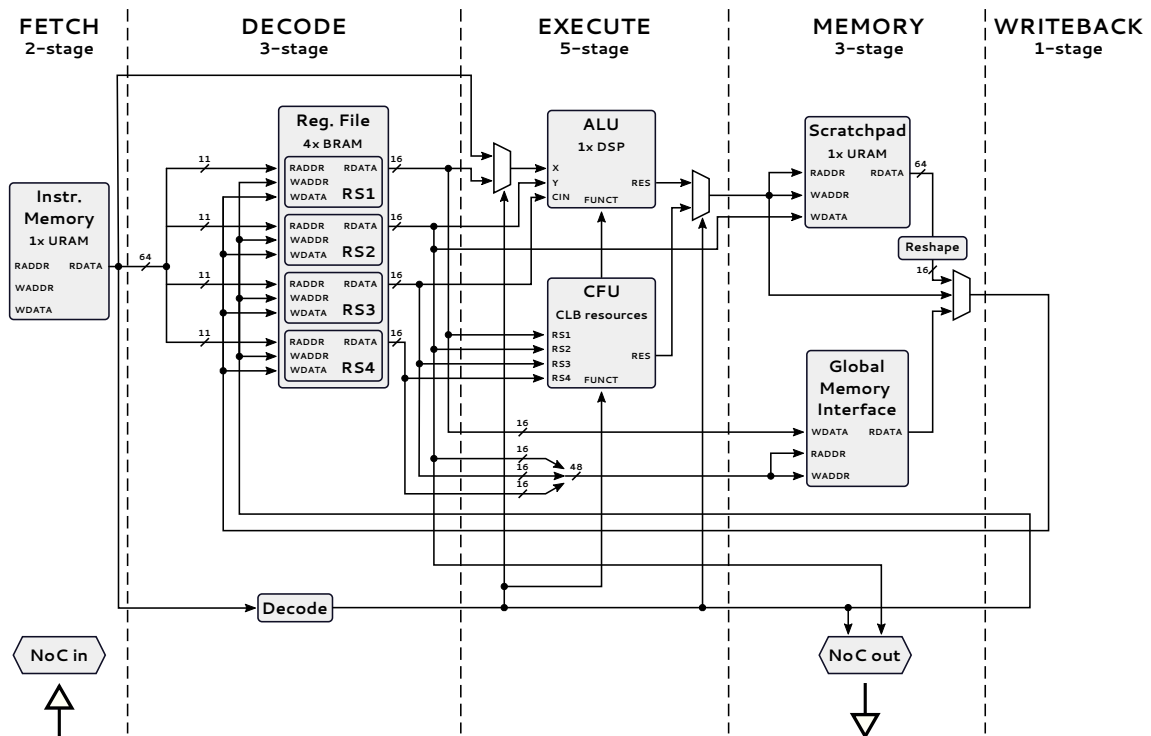 FETCH
2-stage
DECODE
3-stage
EXECUTE
5-stage
MEMORY
3-stage
WRITEBACK
1-stage
Instr.
Memory
1x URAM
RADDR RDATA
WADDR
WDATA
64
11
11
11
11
Reg. File
4x BRAM
RADDR RDATA
WADDR
WDATA RS1
RADDR RDATA
WADDR
WDATA RS2
RADDR RDATA
WADDR
WDATA RS3
RADDR RDATA
WADDR
WDATA RS4
16
16
16
16
ALU
1x DSP
X
Y RES
CIN FUNCT
CFU
CLB resources
RS1
RS2
RS3 RES
RS4 FUNCT
16
16
16
16
48
Scratchpad
1x URAM
RADDR RDATA
WADDR
WDATA
64
Reshape
16
Global
Memory
Interface
WDATA RDATA
RADDR
WADDR
Decode
NoC in
NoC out